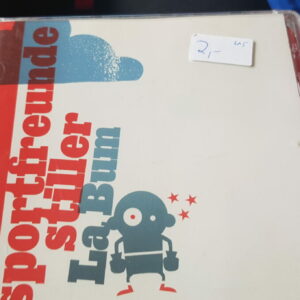 sportfreunde
stiller
La Bum
2,-